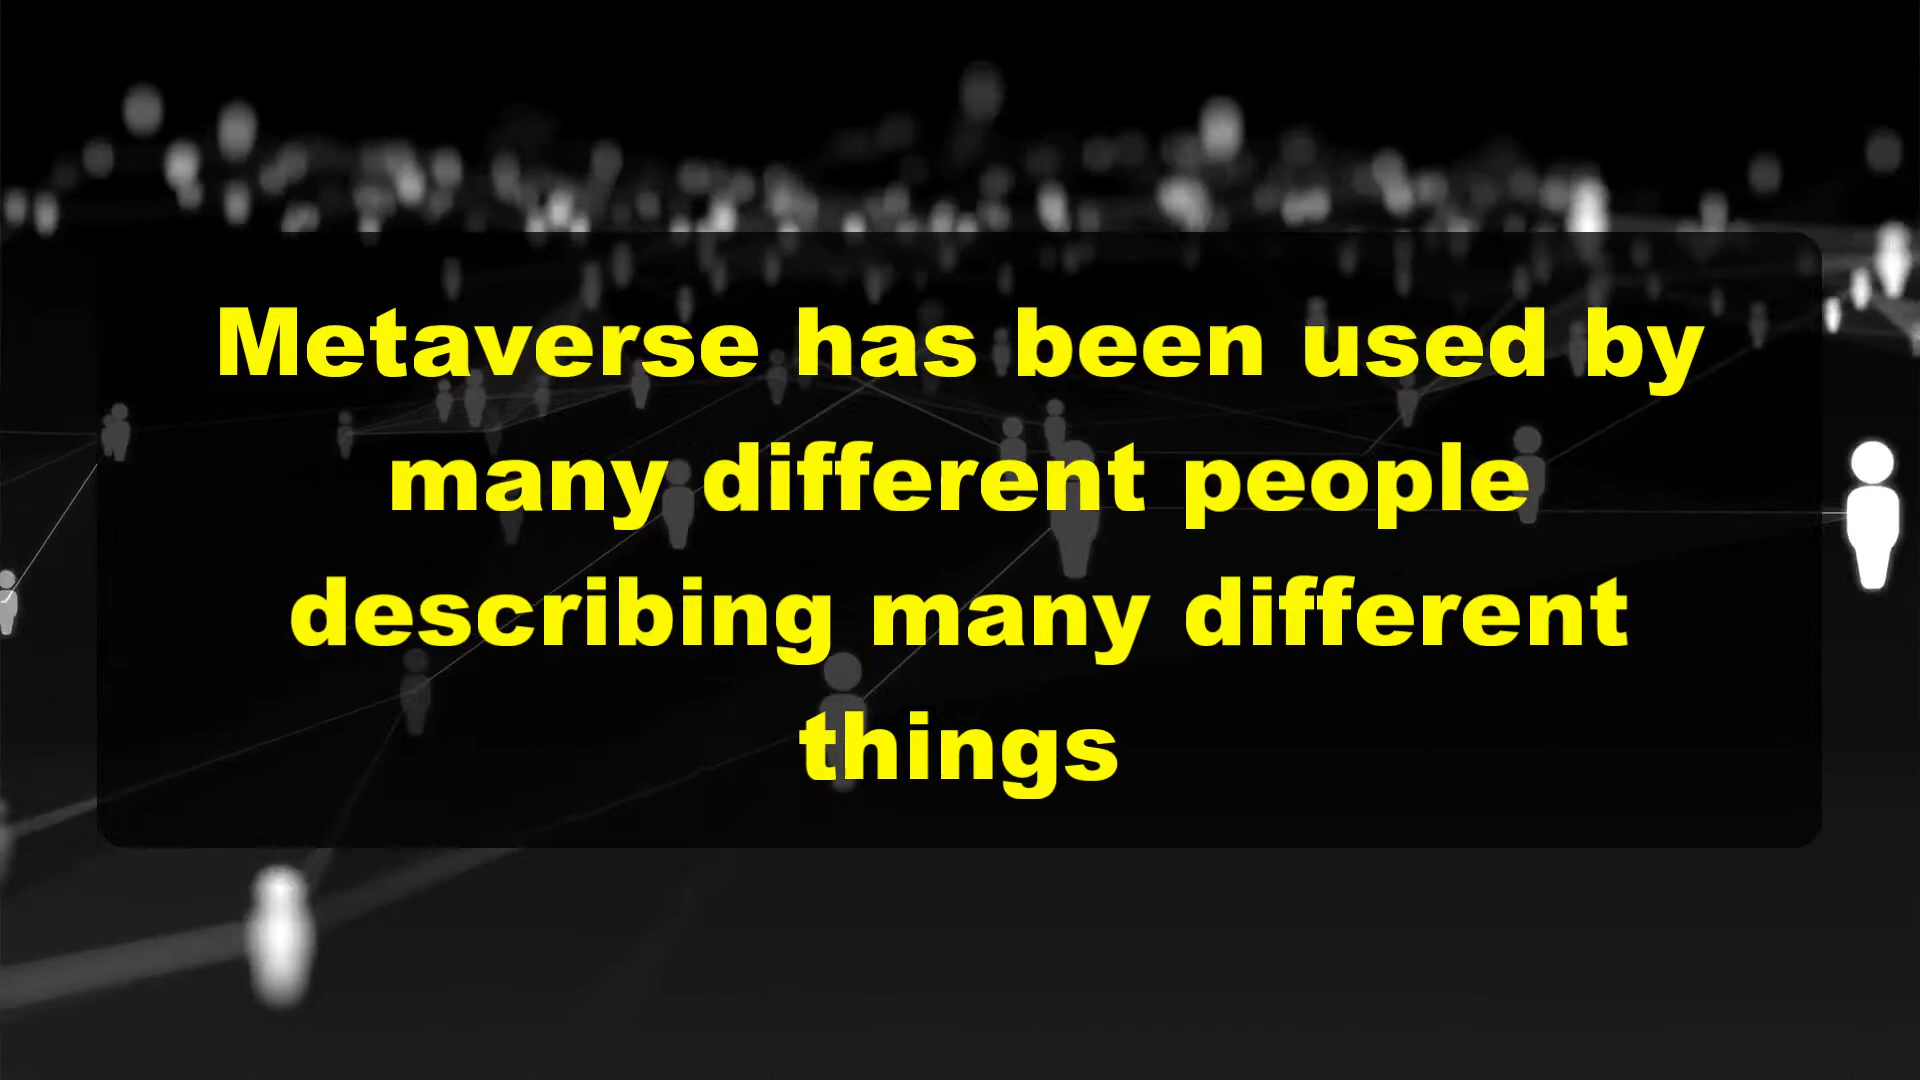 Metaverse has been used by
many different people
describing many different
things